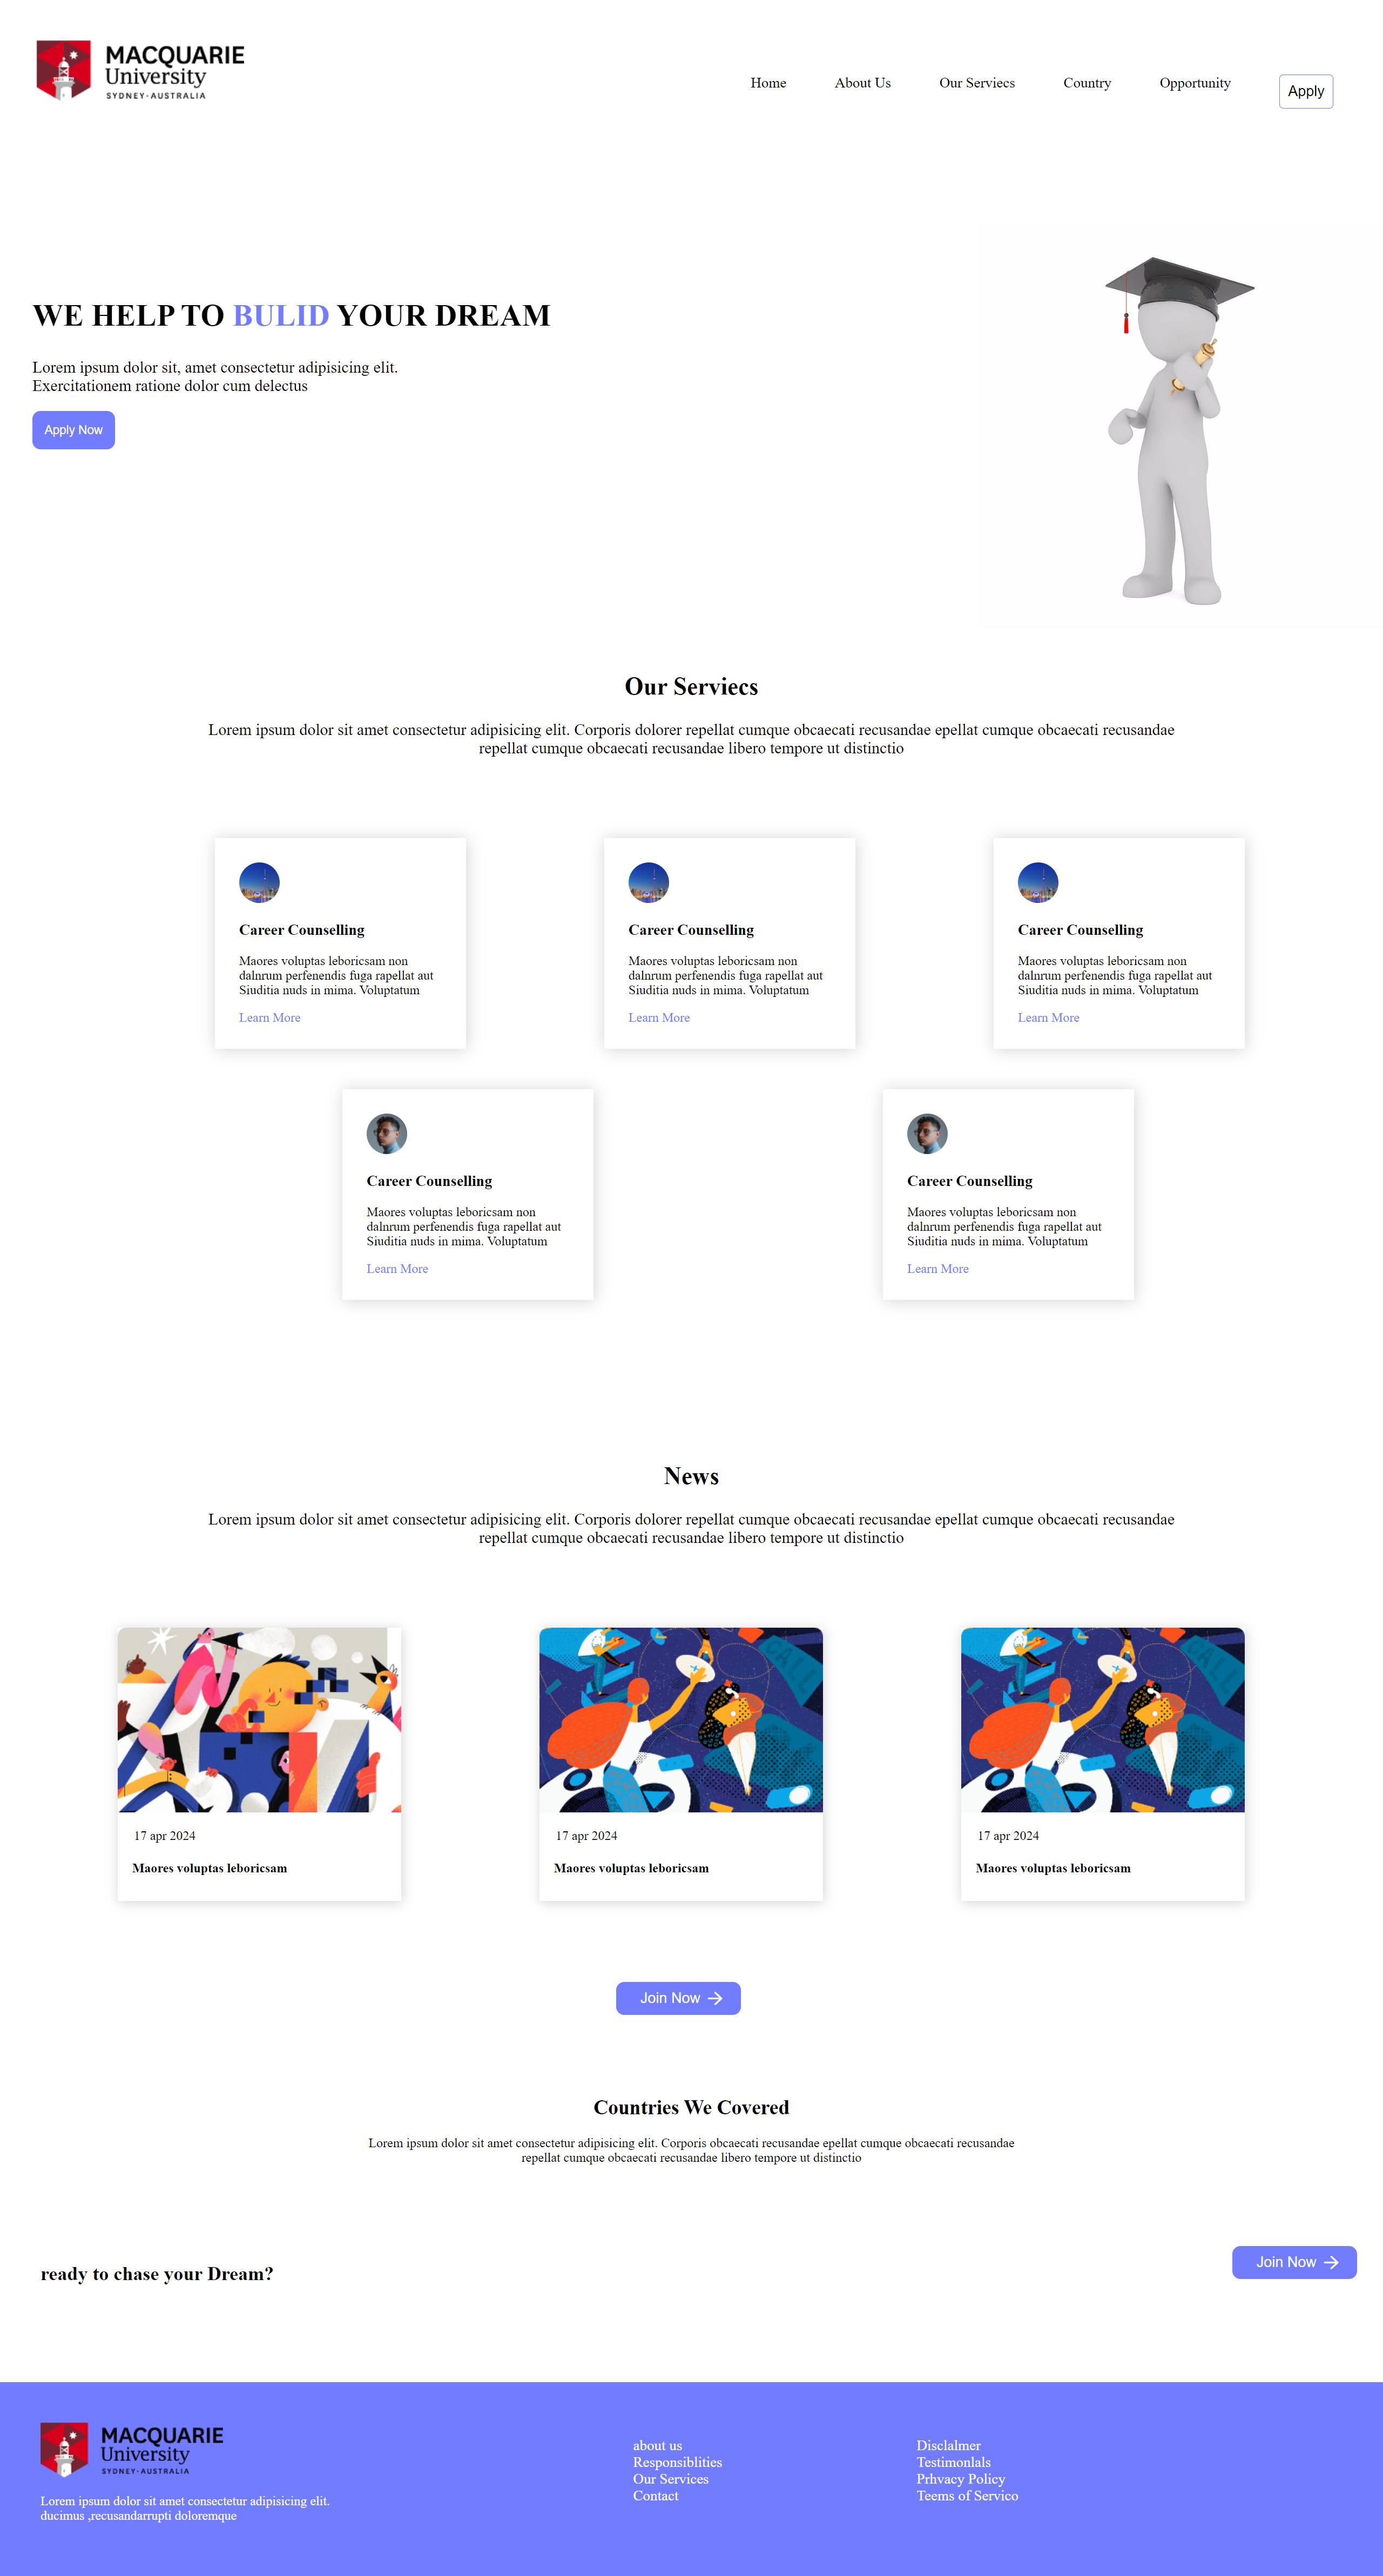 MACQUARIE
University
SYDNEY-AUSTRALIA
Home About Us Our Serviecs Country Opportunity Apply
WE HELP TO BULID YOUR DREAM
Lorem ipsum dolor sit, amet consectetur adipisicing elit.
Exercitationem ratione dolor cum delectus
Apply Now
Our Serviecs
Lorem ipsum dolor sit amet consectetur adipisicing elit. Corporis dolorer repellat cumque obcaecati recusandae epellat cumque obcaecati recusandae
repellat cumque obcaecati recusandae libero tempore ut distinctio
Career Counselling
Maores voluptas leboricsam non
dalnrum perfenendis fuga rapellat aut
Siuditia nuds in mima. Voluptatum
Learn More
Career Counselling
Maores voluptas leboricsam non
dalnrum perfenendis fuga rapellat aut
Siuditia nuds in mima. Voluptatum
Learn More
Career Counselling
Maores voluptas leboricsam non
dalnrum perfenendis fuga rapellat aut
Siuditia nuds in mima. Voluptatum
Learn More
Career Counselling
Maores voluptas leboricsam non
dalnrum perfenendis fuga rapellat aut
Siuditia nuds in mima. Voluptatum
Learn More
Career Counselling
Maores voluptas leboricsam non
dalnrum perfenendis fuga rapellat aut
Siuditia nuds in mima. Voluptatum
Learn More
News
Lorem ipsum dolor sit amet consectetur adipisicing elit. Corporis dolorer repellat cumque obcaecati recusandae epellat cumque obcaecati recusandae
repellat cumque obcaecati recusandae libero tempore ut distinctio
17 apr 2024
Maores voluptas leboricsam
17 apr 2024
Maores voluptas leboricsam
17 apr 2024
Maores voluptas leboricsam
Join Now
Countries We Covered
Lorem ipsum dolor sit amet consectetur adipisicing elit. Corporis obcaecati recusandae epellat cumque obcaecati recusandae
repellat cumque obcaecati recusandae libero tempore ut distinctio
ready to chase your Dream?
Join Now
MACQUARIE
University
SYDNEY-AUSTRALIA
Lorem ipsum dolor sit amet consectetur adipisicing elit.
ducimus ,recusandarrupti doloremque
about us
Responsiblities
Our Services
Contact
Disclalmer
Testimonlals
Prhvacy Policy
Teems of Servico